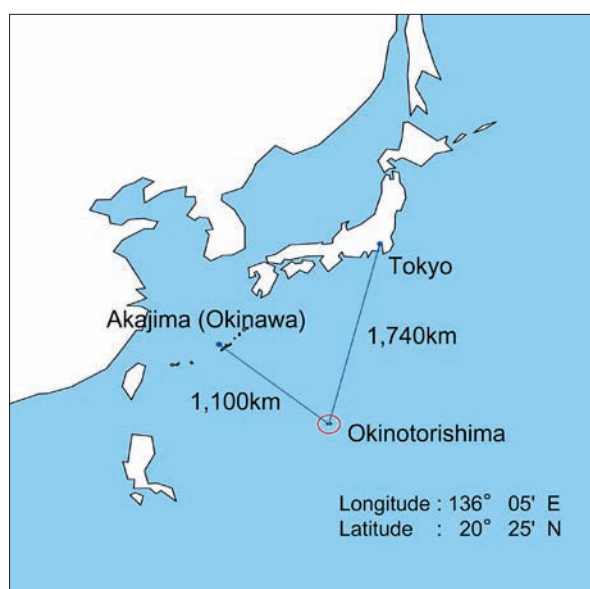 Tokyo
Akajima (Okinawa)
1,740km
1,100km
Okinotorishima
Longitude : 136° 05' E
Latitude : 20° 25' N